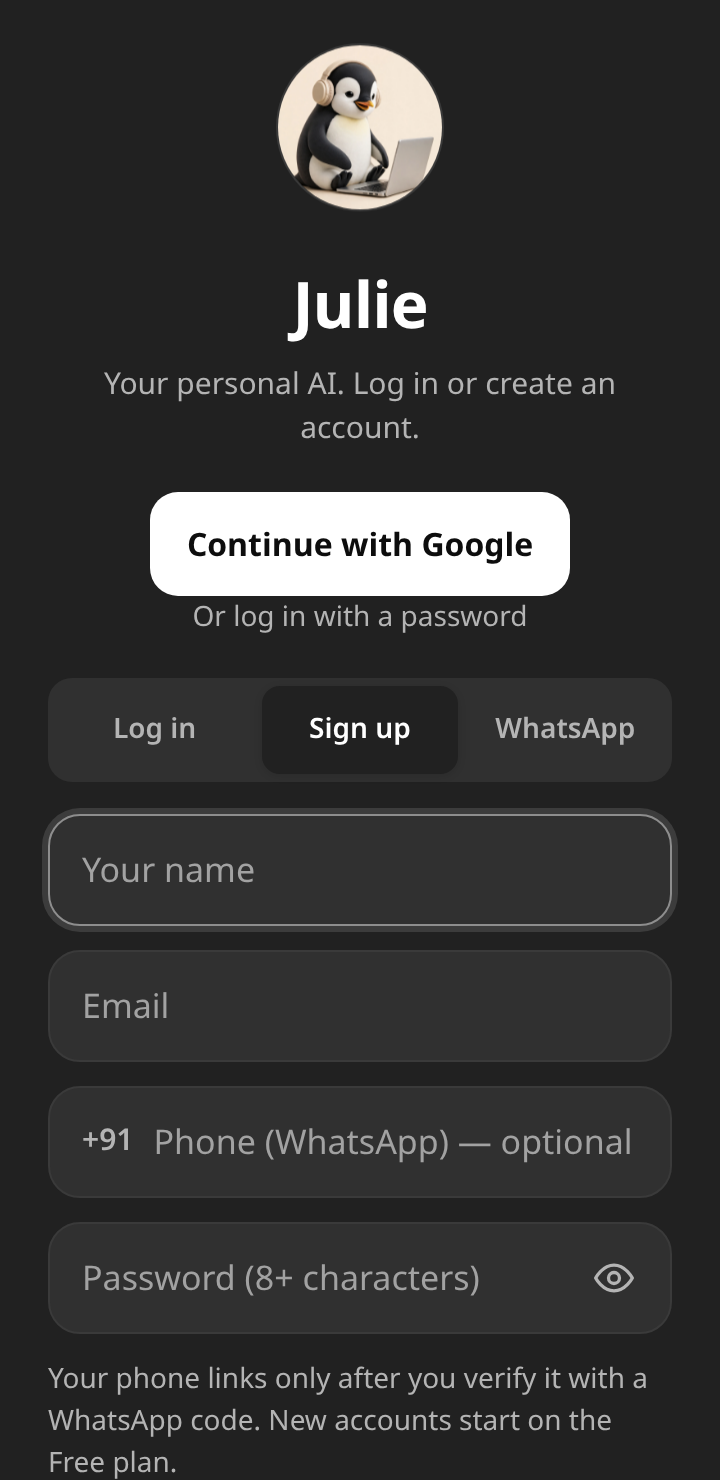 Julie
Your personal AI. Log in or create an
account.
Continue with Google
Or log in with a password
Log in
Sign up
WhatsApp
Your name
Email
+91 Phone (WhatsApp) — optional
Password (8+ characters)
Your phone links only after you verify it with a
WhatsApp code. New accounts start on the
Free plan.